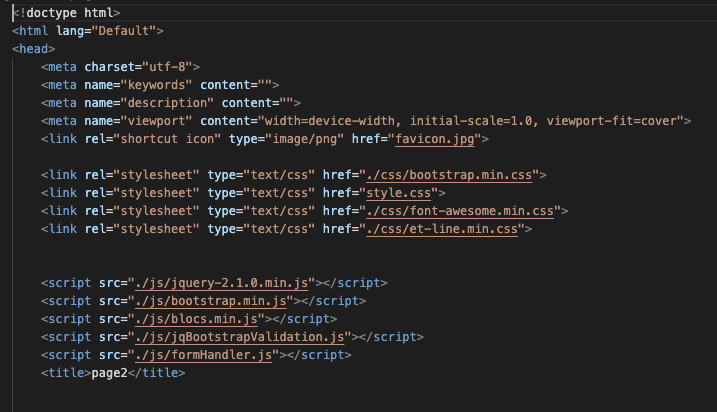 <!doctype html>
<html lang="Default">
<head>
<meta charset="utf-8">
<meta name="keywords" content="">
<meta name="description" content="">
<meta name="viewport" content="width=device-width, initial-scale=1.0, viewport-fit=cover">
<link rel="shortcut icon" type="image/png" href="favicon.jpg">
<link rel="stylesheet" type="text/css" href="./css/bootstrap.min.css">
<link rel="stylesheet" type="text/css" href="style.css">
<link rel="stylesheet" type="text/css" href="./css/font-awesome.min.css">
<link rel="stylesheet" type="text/css" href="./css/et-line.min.css">
<script src="./js/jquery-2.1.0.min.js"></script>
<script src="./js/bootstrap.min.js"></script>
<script src="./js/blocs.min.js"></script>
<script src="./js/jqBootstrapValidation.js"></script>
<script src="./js/formHandler.js"></script>
<title>page2</title>